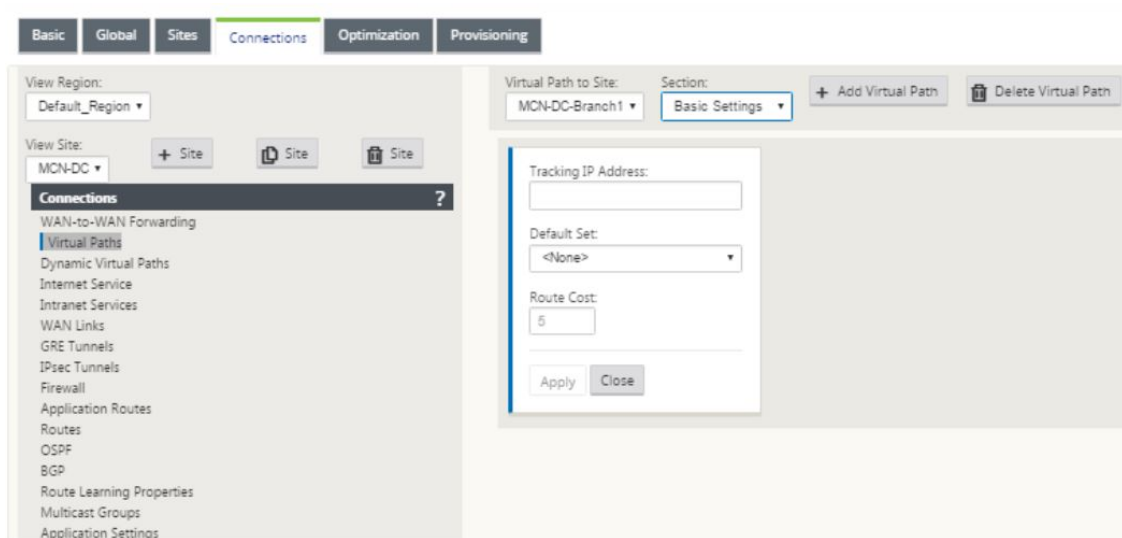 Basic Global Sites Connections Optimization Provisioning
View Region:
Default_Region
View Site:
MCN-DC
+ Site
Site
Site
Connections ?
WAN-to-WAN Forwarding
Virtual Paths
Dynamic Virtual Paths
Internet Service
Intranet Services
WAN Links
GRE Tunnels
IPsec Tunnels
Firewall
Application Routes
Routes
OSPF
BGP
Route Learning Properties
Multicast Groups
Application Settings
Virtual Path to Site:
MCN-DC-Branch1
Section:
Basic Settings
+ Add Virtual Path
Delete Virtual Path
Tracking IP Address:
Default Set:
<None>
Route Cost:
5
Apply Close